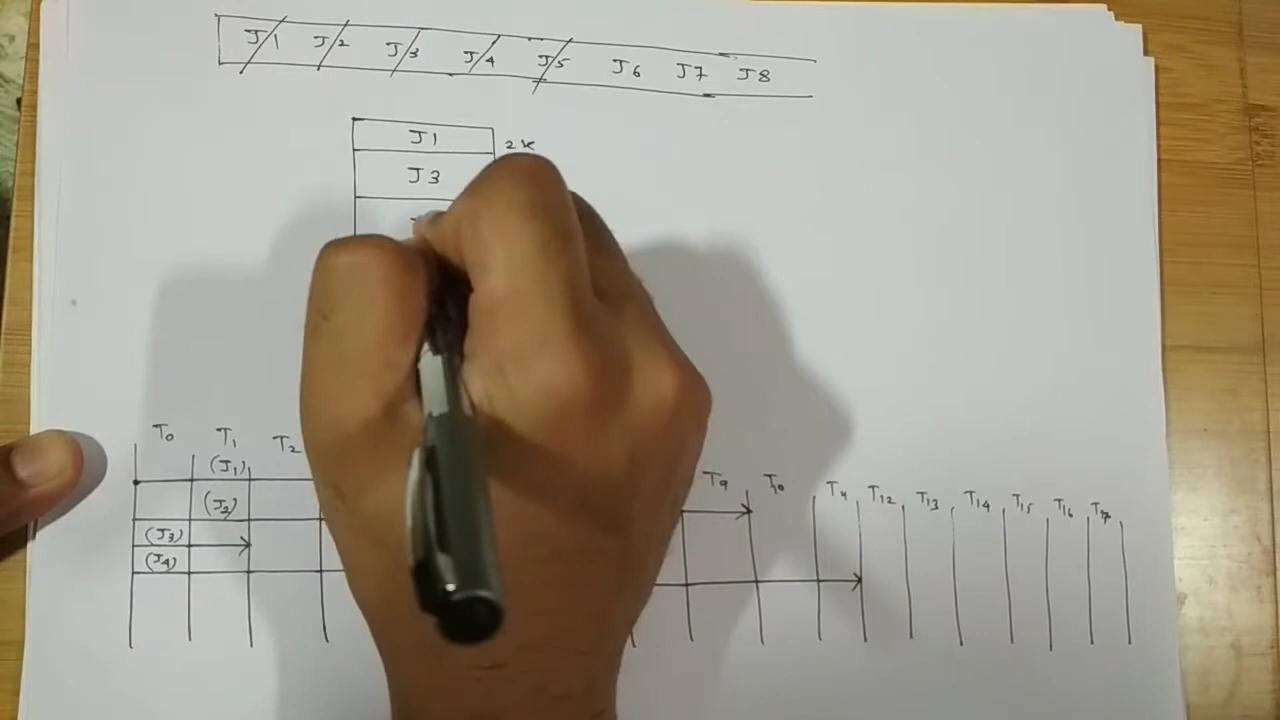 J1 J2 J3 J4 J5 J6 J7 J8
J1
2K
J3
T0 T1 T2 T9 T10 T11 T12 T13 T14 T15 T16 T17
(J1)
(J2)
(J3)
(J4)